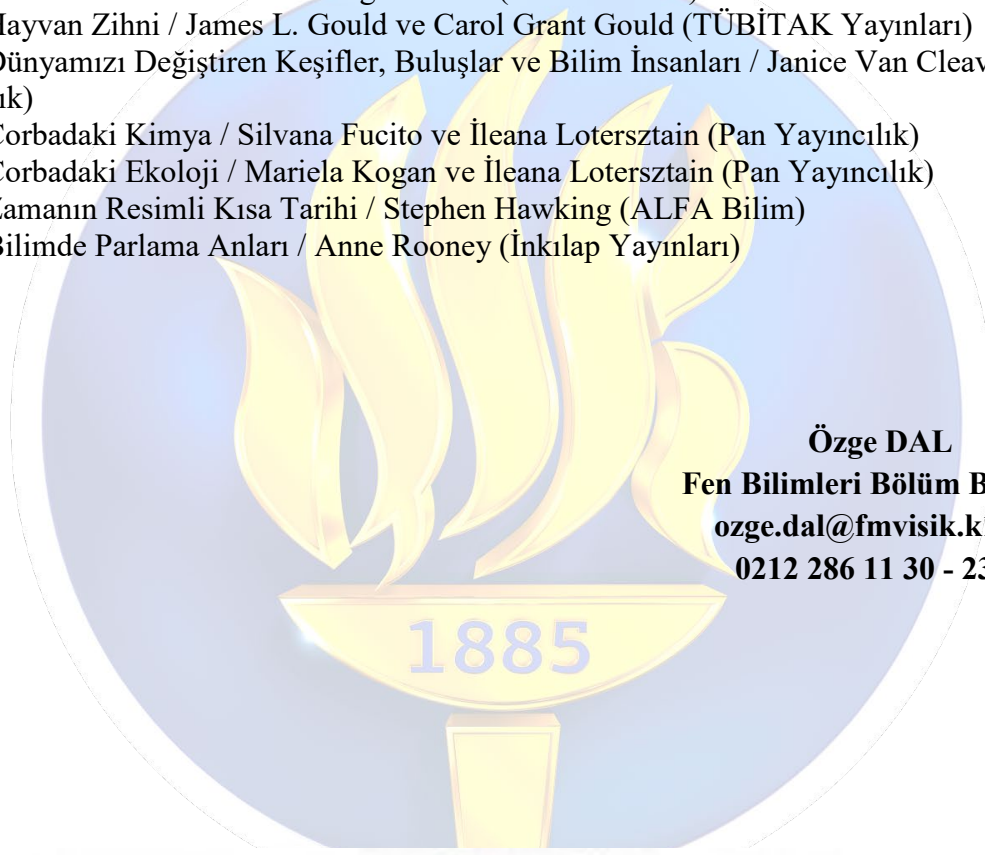 Hayvan Zihni / James L. Gould ve Carol Grant Gould (TÜBİTAK Yayınları)
Dünyamızı Değiştiren Keşifler, Buluşlar ve Bilim İnsanları / Janice Van Cleav
ık)
Çorbadaki Kimya / Silvana Fucito ve İleana Lotersztain (Pan Yayıncılık)
Çorbadaki Ekoloji / Mariela Kogan ve İleana Lotersztain (Pan Yayıncılık)
Zamanın Resimli Kısa Tarihi / Stephen Hawking (ALFA Bilim)
Bilimde Parlama Anları / Anne Rooney (İnkılap Yayınları)
Özge DAL
Fen Bilimleri Bölüm B
ozge.dal@fmvisik.k
0212 286 11 30 - 23
1885